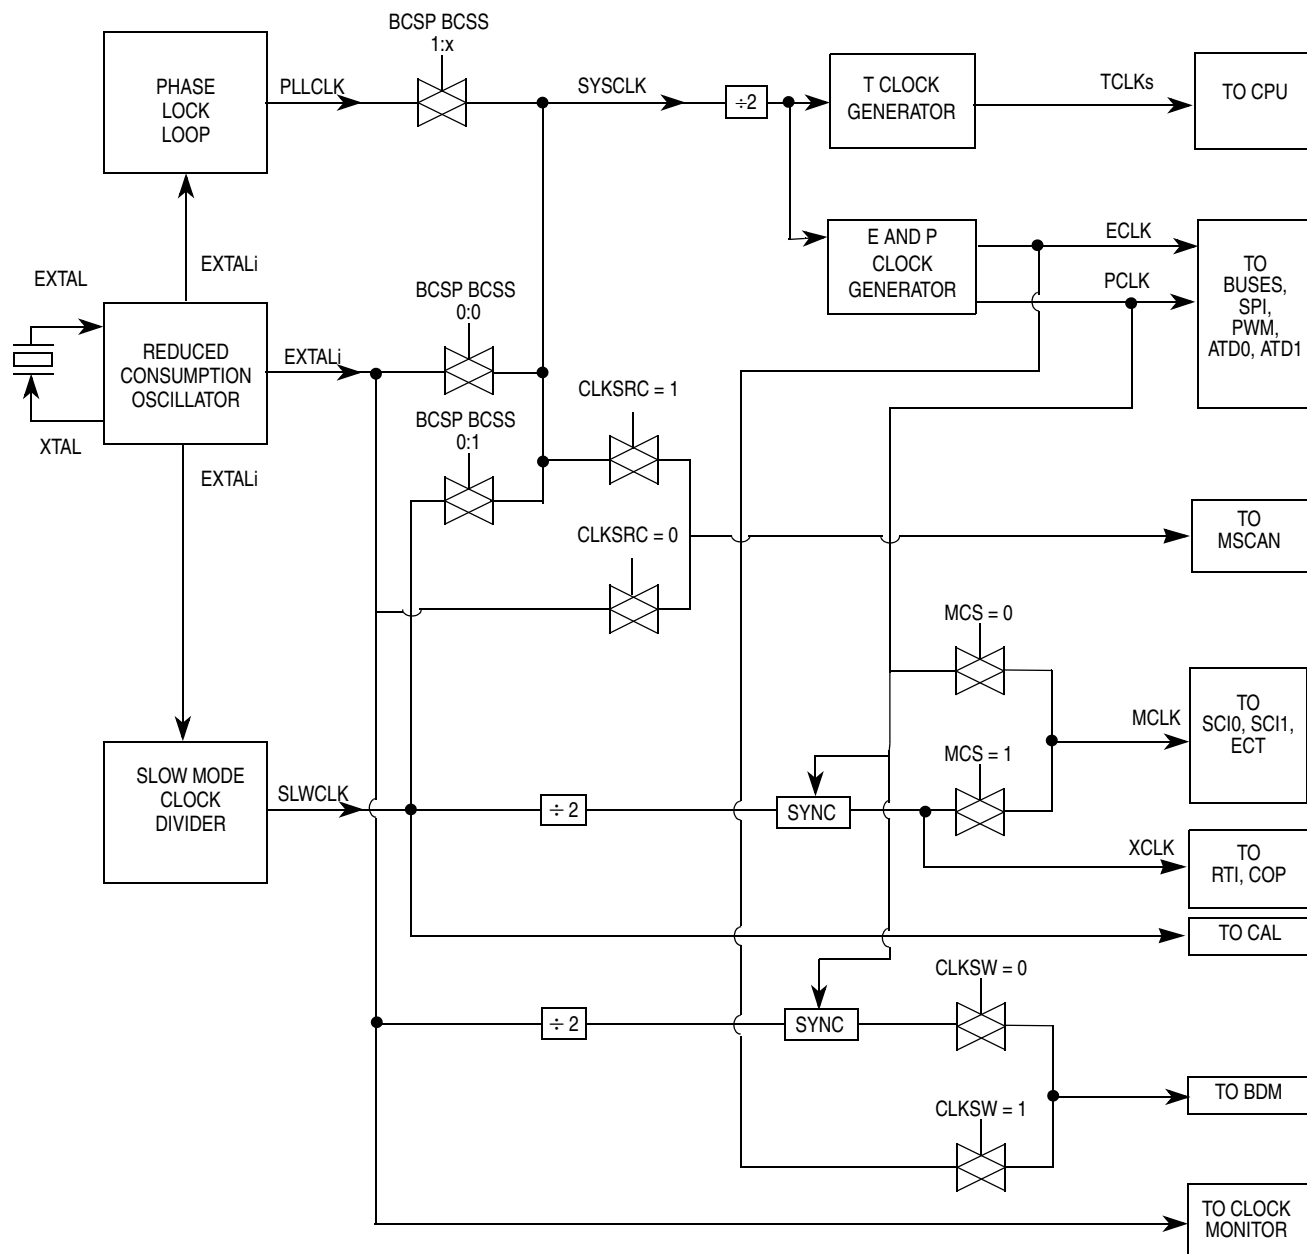 BCSP BCSS
1:x
PHASE
LOCK
LOOP
PLLCLK
SYSCLK
÷2
T CLOCK
GENERATOR
TCLKs
TO CPU
EXTALi
EXTAL
XTAL
REDUCED
CONSUMPTION
OSCILLATOR
EXTALi
BCSP BCSS
0:0
BCSP BCSS
0:1
E AND P
CLOCK
GENERATOR
ECLK
PCLK
TO
BUSES,
SPI,
PWM,
ATD0, ATD1
CLKSRC = 1
CLKSRC = 0
TO
MSCAN
EXTALi
MCS = 0
MCS = 1
MCLK
TO
SCI0, SCI1,
ECT
SLOW MODE
CLOCK
DIVIDER
SLWCLK
÷ 2
SYNC
XCLK
TO
RTI, COP
TO CAL
÷ 2
SYNC
CLKSW = 0
CLKSW = 1
TO BDM
TO CLOCK
MONITOR